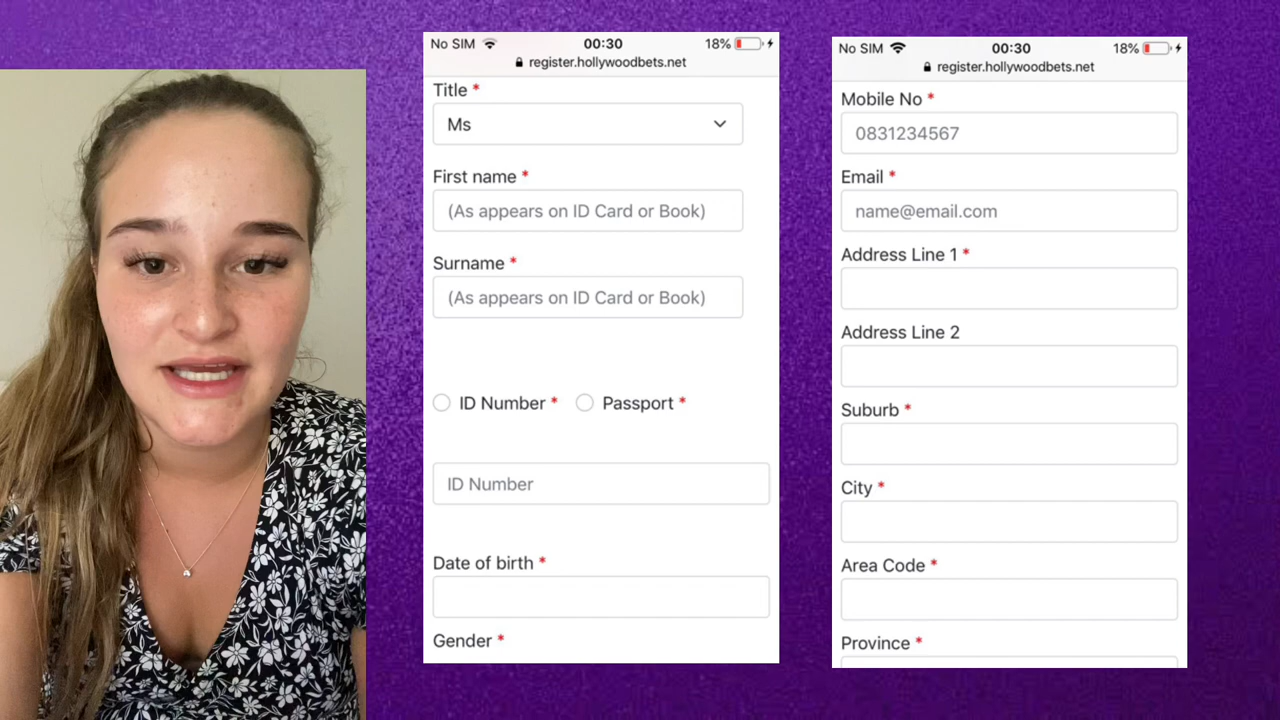 No SIM 00:30 18%
register.hollywoodbets.net
Title *
Ms
First name *
(As appears on ID Card or Book)
Surname *
(As appears on ID Card or Book)
ID Number * Passport *
ID Number
Date of birth *
Gender *
No SIM 00:30 18%
register.hollywoodbets.net
Mobile No *
0831234567
Email *
name@email.com
Address Line 1 *
Address Line 2
Suburb *
City *
Area Code *
Province *